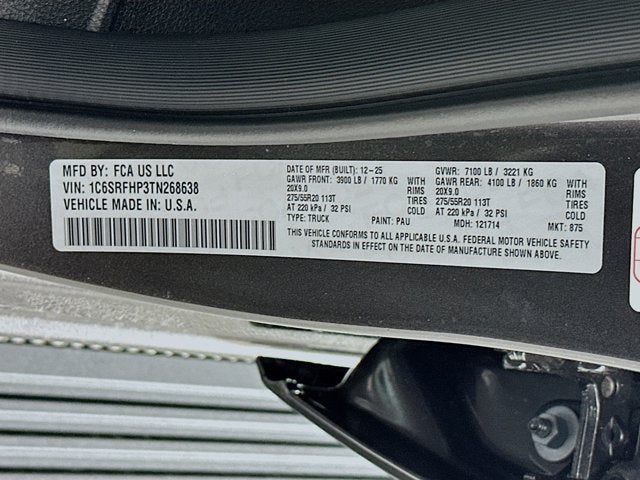 MFD BY: FCA US LLC
VIN: 1C6SRFHP3TN268638
VEHICLE MADE IN: U.S.A.
DATE OF MFR (BUILT): 12-25
GAWR FRONT: 3900 LB / 1770 KG WITH
20X9.0 RIMS
275/55R20 113T TIRES
AT 220 kPa / 32 PSI COLD
TYPE: TRUCK PAINT: PAU
GVWR: 7100 LB / 3221 KG
GAWR REAR: 4100 LB / 1860 KG WITH
20X9.0 RIMS
275/55R20 113T TIRES
AT 220 kPa / 32 PSI COLD
MDH: 121714 MKT: 875
THIS VEHICLE CONFORMS TO ALL APPLICABLE U.S.A. FEDERAL MOTOR VEHICLE SAFETY
STANDARDS IN EFFECT ON THE DATE OF MANUFACTURE SHOWN ABOVE.